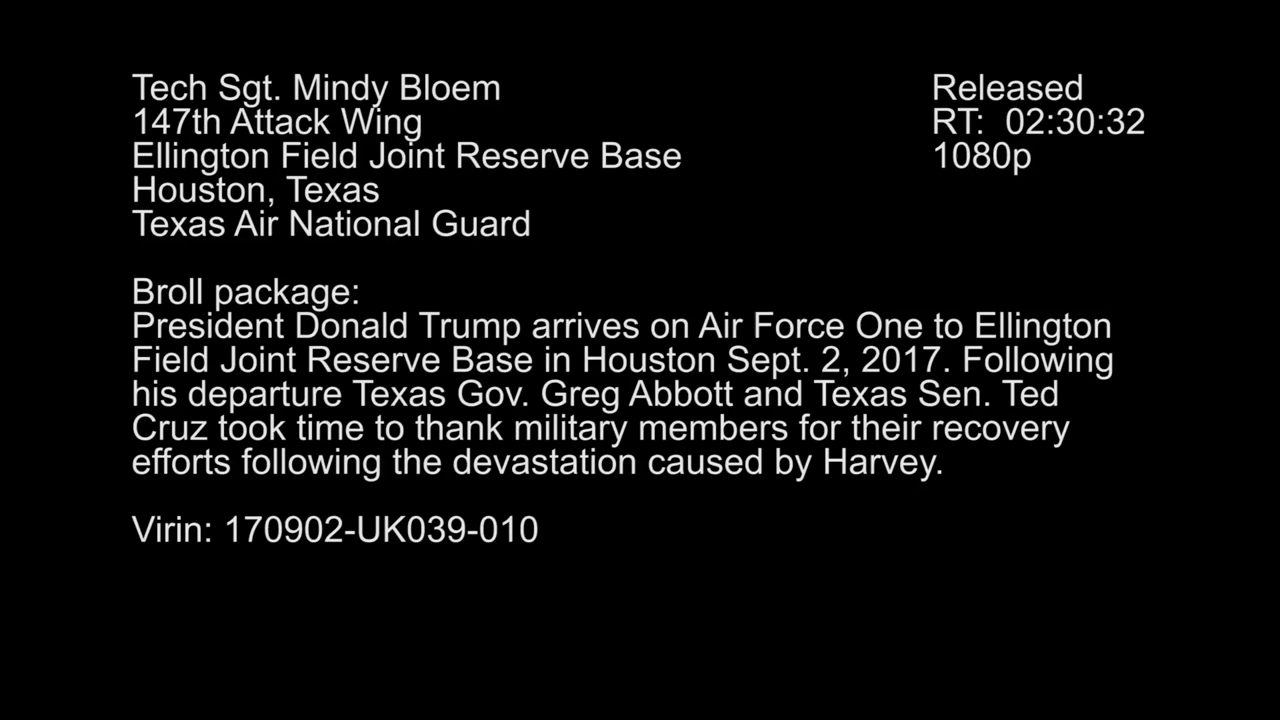 Tech Sgt. Mindy Bloem
147th Attack Wing
Ellington Field Joint Reserve Base
Houston, Texas
Texas Air National Guard
Released
RT: 02:30:32
1080p
Broll package:
President Donald Trump arrives on Air Force One to Ellington
Field Joint Reserve Base in Houston Sept. 2, 2017. Following
his departure Texas Gov. Greg Abbott and Texas Sen. Ted
Cruz took time to thank military members for their recovery
efforts following the devastation caused by Harvey.
Virin: 170902-UK039-010